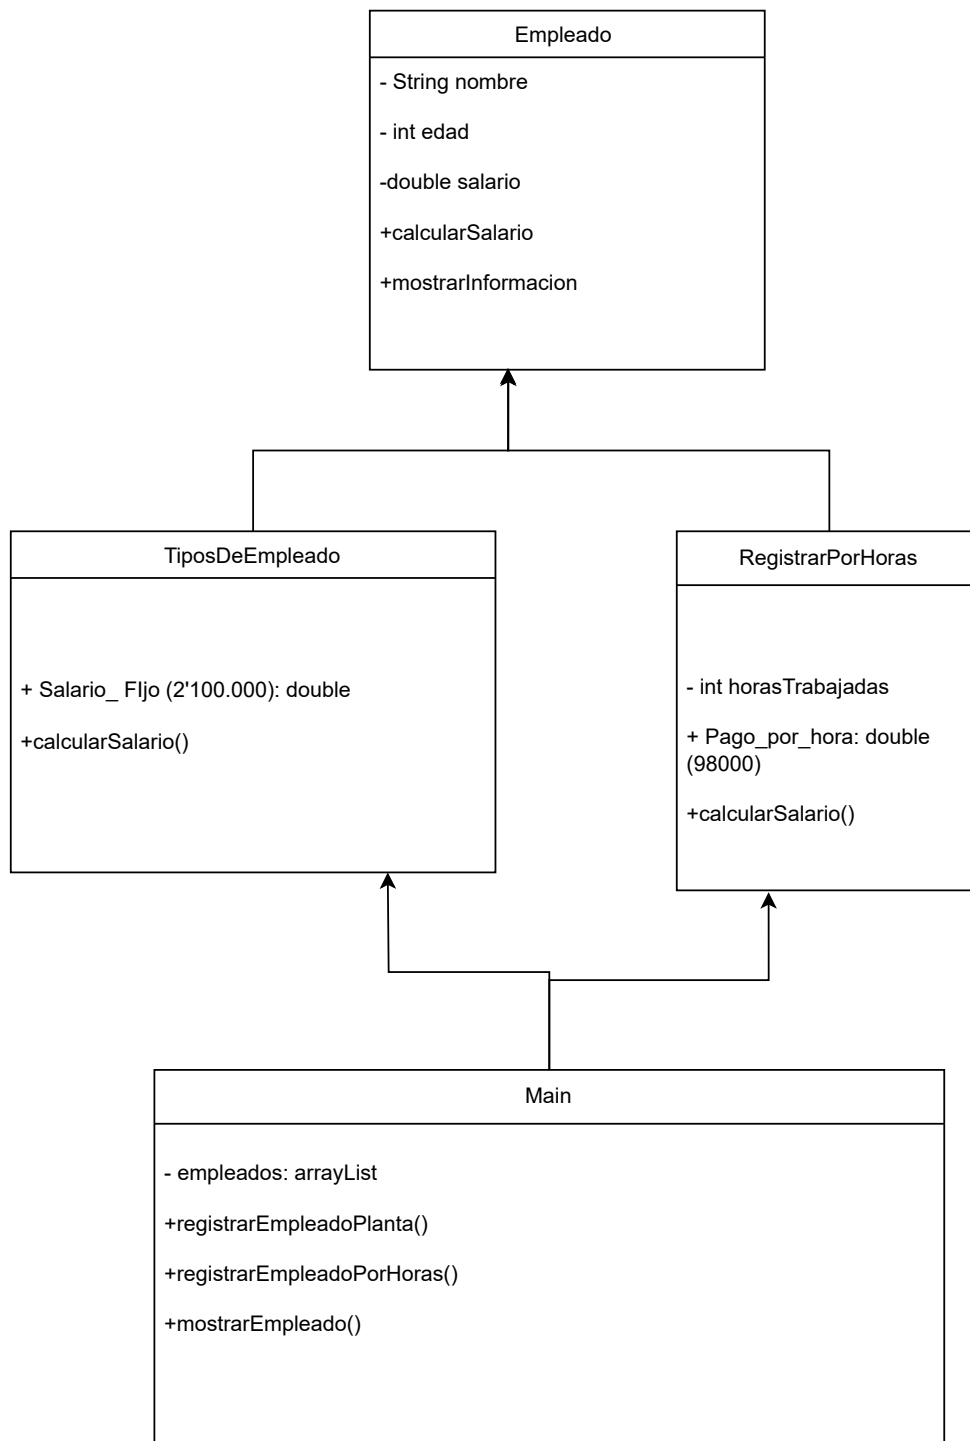 Empleado
- String nombre
- int edad
-double salario
+calcularSalario
+mostrarInformacion
TiposDeEmpleado
+ Salario_ FIjo (2'100.000): double
+calcularSalario()
RegistrarPorHoras
- int horasTrabajadas
+ Pago_por_hora: double
(98000)
+calcularSalario()
Main
- empleados: arrayList
+registrarEmpleadoPlanta()
+registrarEmpleadoPorHoras()
+mostrarEmpleado()